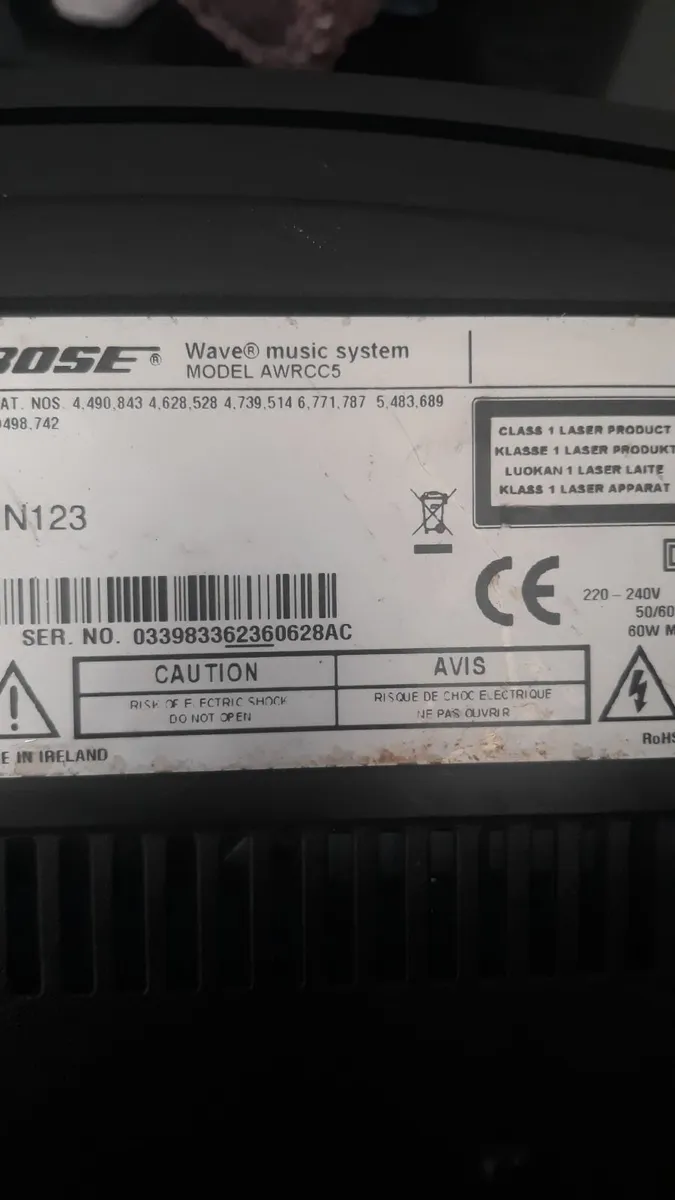 BOSE® Wave® music system
MODEL AWRCC5
AT. NOS. 4,490,843 4,628,528 4,739,514 6,771,787 5,483,689
498,742
CLASS 1 LASER PRODUCT
KLASSE 1 LASER PRODUKT
LUOKAN 1 LASER LAITE
KLASS 1 LASER APPARAT
N123
CE
220 – 240V
50/60
60W M
SER. NO. 033983362360628AC
CAUTION
RISK OF ELECTRIC SHOCK
DO NOT OPEN
AVIS
RISQUE DE CHOC ELECTRIQUE
NE PAS OUVRIR
E IN IRELAND
RoHS